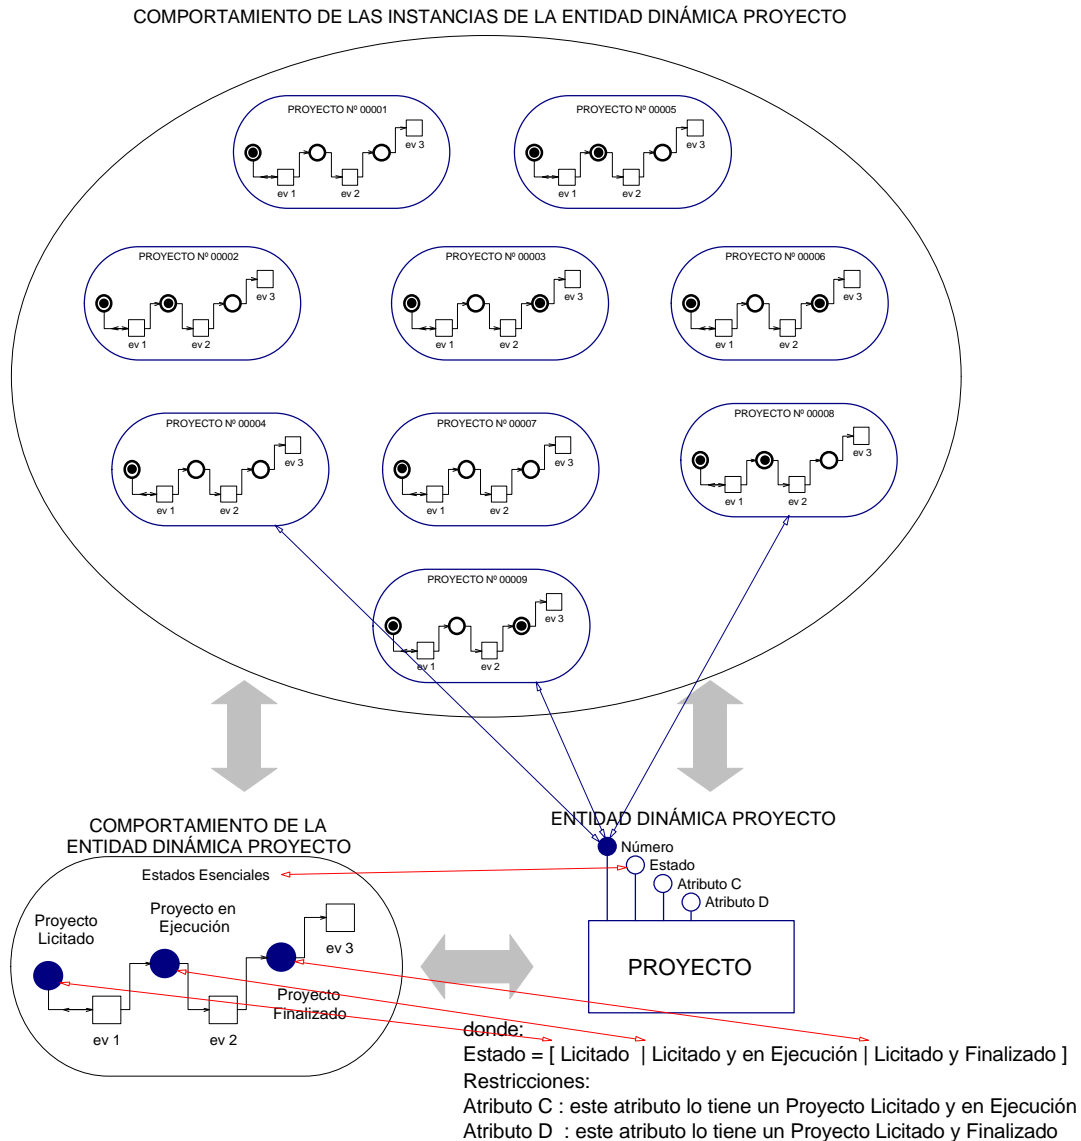 COMPORTAMIENTO DE LAS INSTANCIAS DE LA ENTIDAD DINÁMICA PROYECTO
PROYECTO Nº 00001
ev 3
ev 1
ev 2
PROYECTO Nº 00005
ev 3
ev 1
ev 2
PROYECTO Nº 00002
ev 3
ev 1
ev 2
PROYECTO Nº 00003
ev 3
ev 1
ev 2
PROYECTO Nº 00006
ev 3
ev 1
ev 2
PROYECTO Nº 00004
ev 3
ev 1
ev 2
PROYECTO Nº 00007
ev 3
ev 1
ev 2
PROYECTO Nº 00008
ev 3
ev 1
ev 2
PROYECTO Nº 00009
ev 3
ev 1
ev 2
COMPORTAMIENTO DE LA
ENTIDAD DINÁMICA PROYECTO
Estados Esenciales
Proyecto
Licitado
Proyecto en
Ejecución
ev 3
Proyecto
Finalizado
ev 1
ev 2
ENTIDAD DINÁMICA PROYECTO
Número
Estado
Atributo C
Atributo D
PROYECTO
donde:
Estado = [ Licitado | Licitado y en Ejecución | Licitado y Finalizado ]
Restricciones:
Atributo C : este atributo lo tiene un Proyecto Licitado y en Ejecución
Atributo D : este atributo lo tiene un Proyecto Licitado y Finalizado